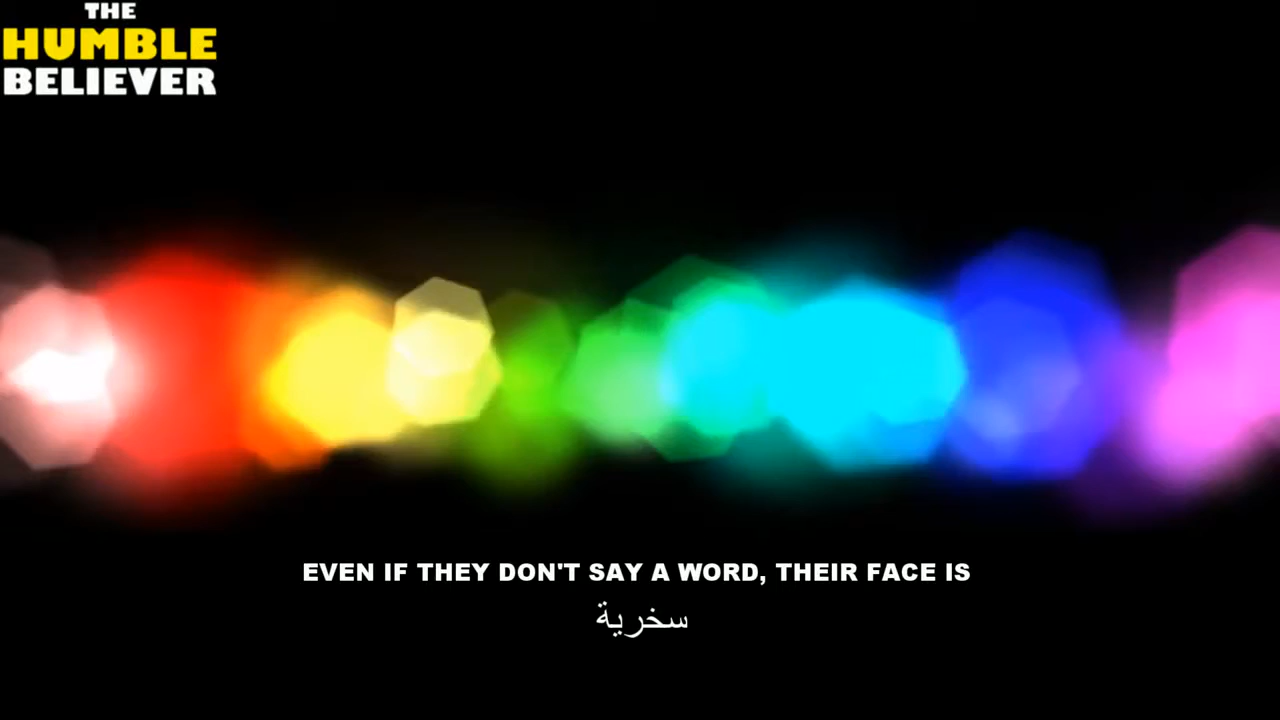 THE
HUMBLE
BELIEVER
EVEN IF THEY DON'T SAY A WORD, THEIR FACE IS
سخرية